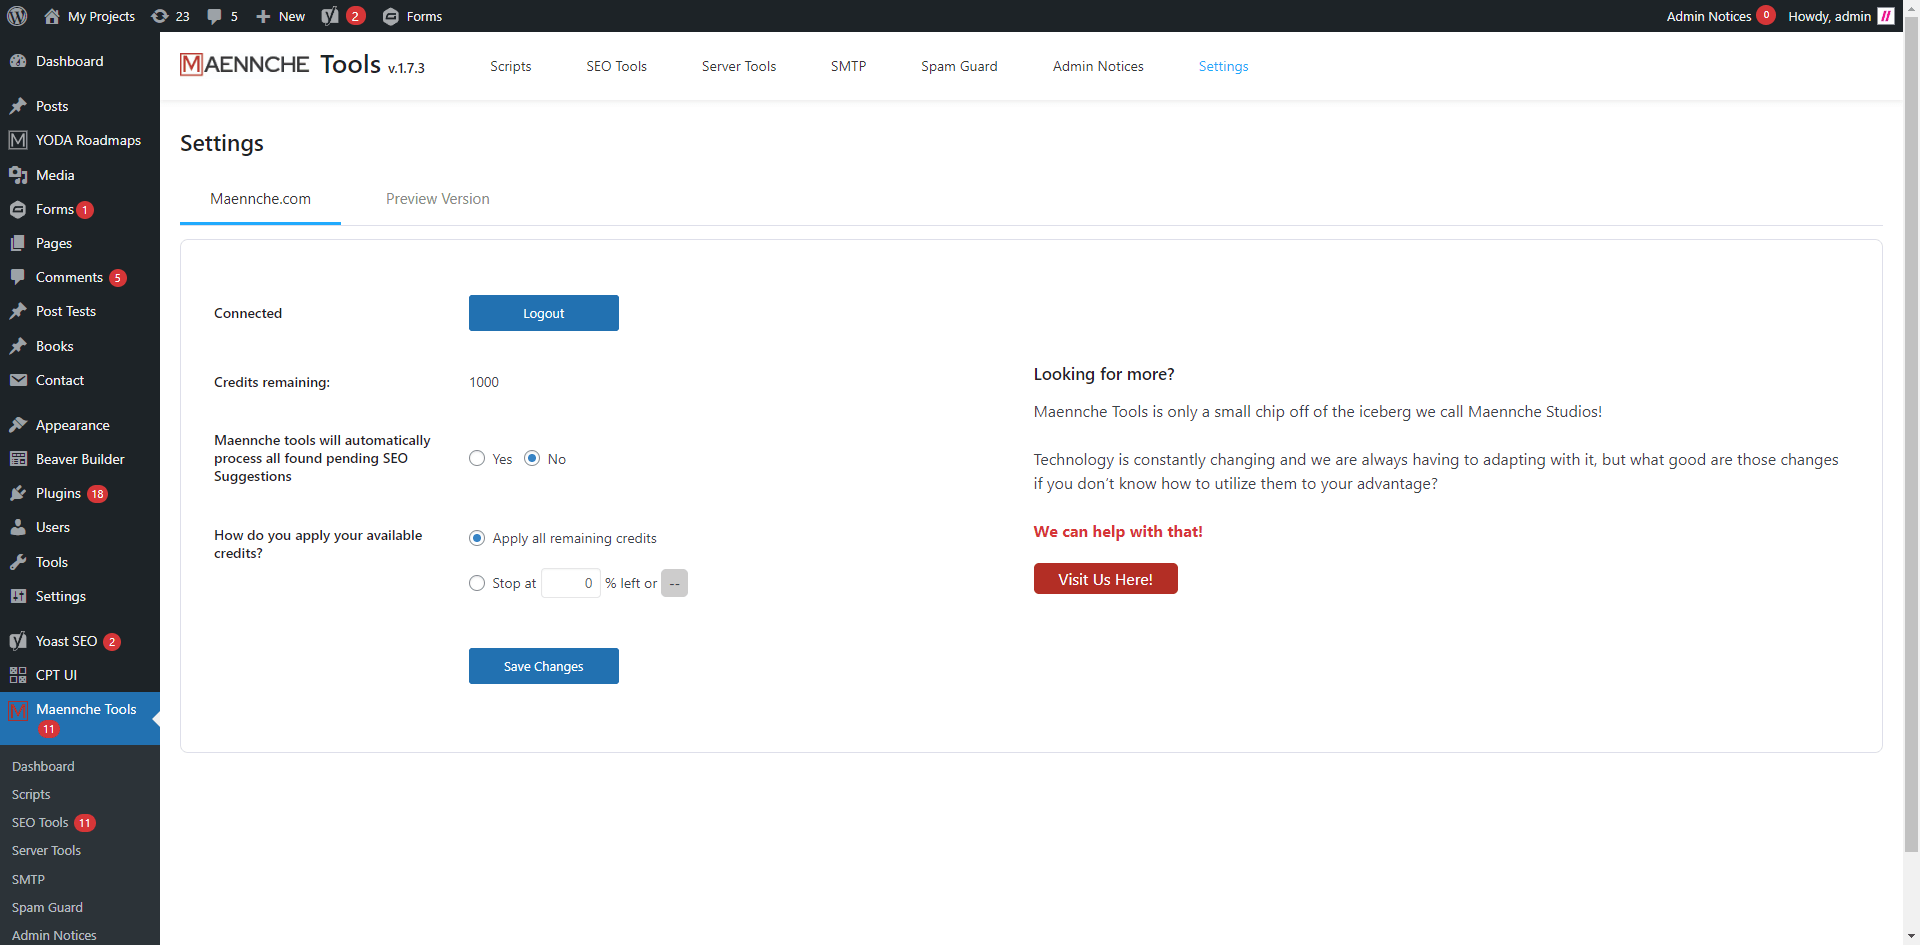 My Projects 23 5 New 2 Forms Admin Notices 0 Howdy, admin
Dashboard
Posts
YODA Roadmaps
Media
Forms 1
Pages
Comments 5
Post Tests
Books
Contact
Appearance
Beaver Builder
Plugins 18
Users
Tools
Settings
Yoast SEO 2
CPT UI
Maennche Tools
11
Dashboard
Scripts
SEO Tools 11
Server Tools
SMTP
Spam Guard
Admin Notices
MAENNCHE Tools v.1.7.3 Scripts SEO Tools Server Tools SMTP Spam Guard Admin Notices Settings
Settings
Maennche.com Preview Version
Connected Logout
Credits remaining: 1000
Maennche tools will automatically
process all found pending SEO
Suggestions
Yes No
How do you apply your available
credits?
Apply all remaining credits
Stop at 0 % left or --
Save Changes
Looking for more?
Maennche Tools is only a small chip off of the iceberg we call Maennche Studios!
Technology is constantly changing and we are always having to adapting with it, but what good are those changes
if you don't know how to utilize them to your advantage?
We can help with that!
Visit Us Here!